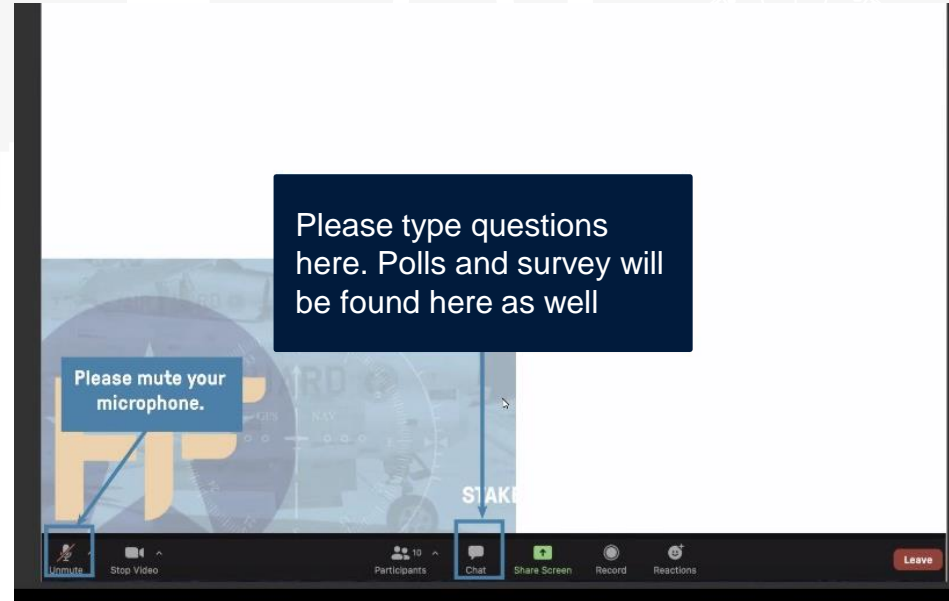 Please type questions
here. Polls and survey will
be found here as well
Please mute your
microphone.
STAK
10
Unmute
Stop Video
Participants
Chat
Share Screen
Record
Reactions
Leave